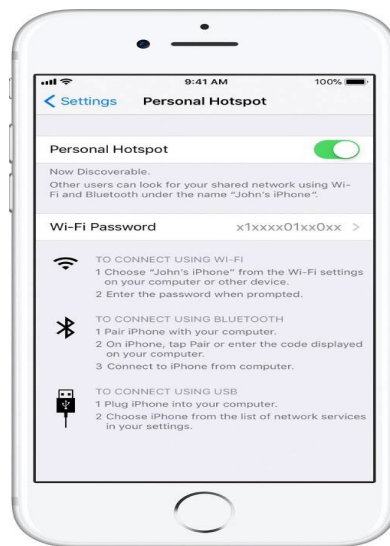 9:41 AM 100%
Settings Personal Hotspot
Personal Hotspot
Now Discoverable.
Other users can look for your shared network using Wi-
Fi and Bluetooth under the name "John's iPhone".
Wi-Fi Password x1xxxx01xx0xx
TO CONNECT USING WI-FI
1 Choose "John's iPhone" from the Wi-Fi settings
on your computer or other device.
2 Enter the password when prompted.
TO CONNECT USING BLUETOOTH
1 Pair iPhone with your computer.
2 On iPhone, tap Pair or enter the code displayed
on your computer.
3 Connect to iPhone from computer.
TO CONNECT USING USB
1 Plug iPhone into your computer.
2 Choose iPhone from the list of network services
in your settings.